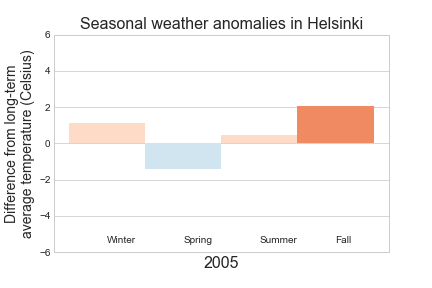 Seasonal weather anomalies in Helsinki
Difference from long-term
average temperature (Celsius)
6
4
2
0
−2
−4
−6
Winter Spring Summer Fall
2005